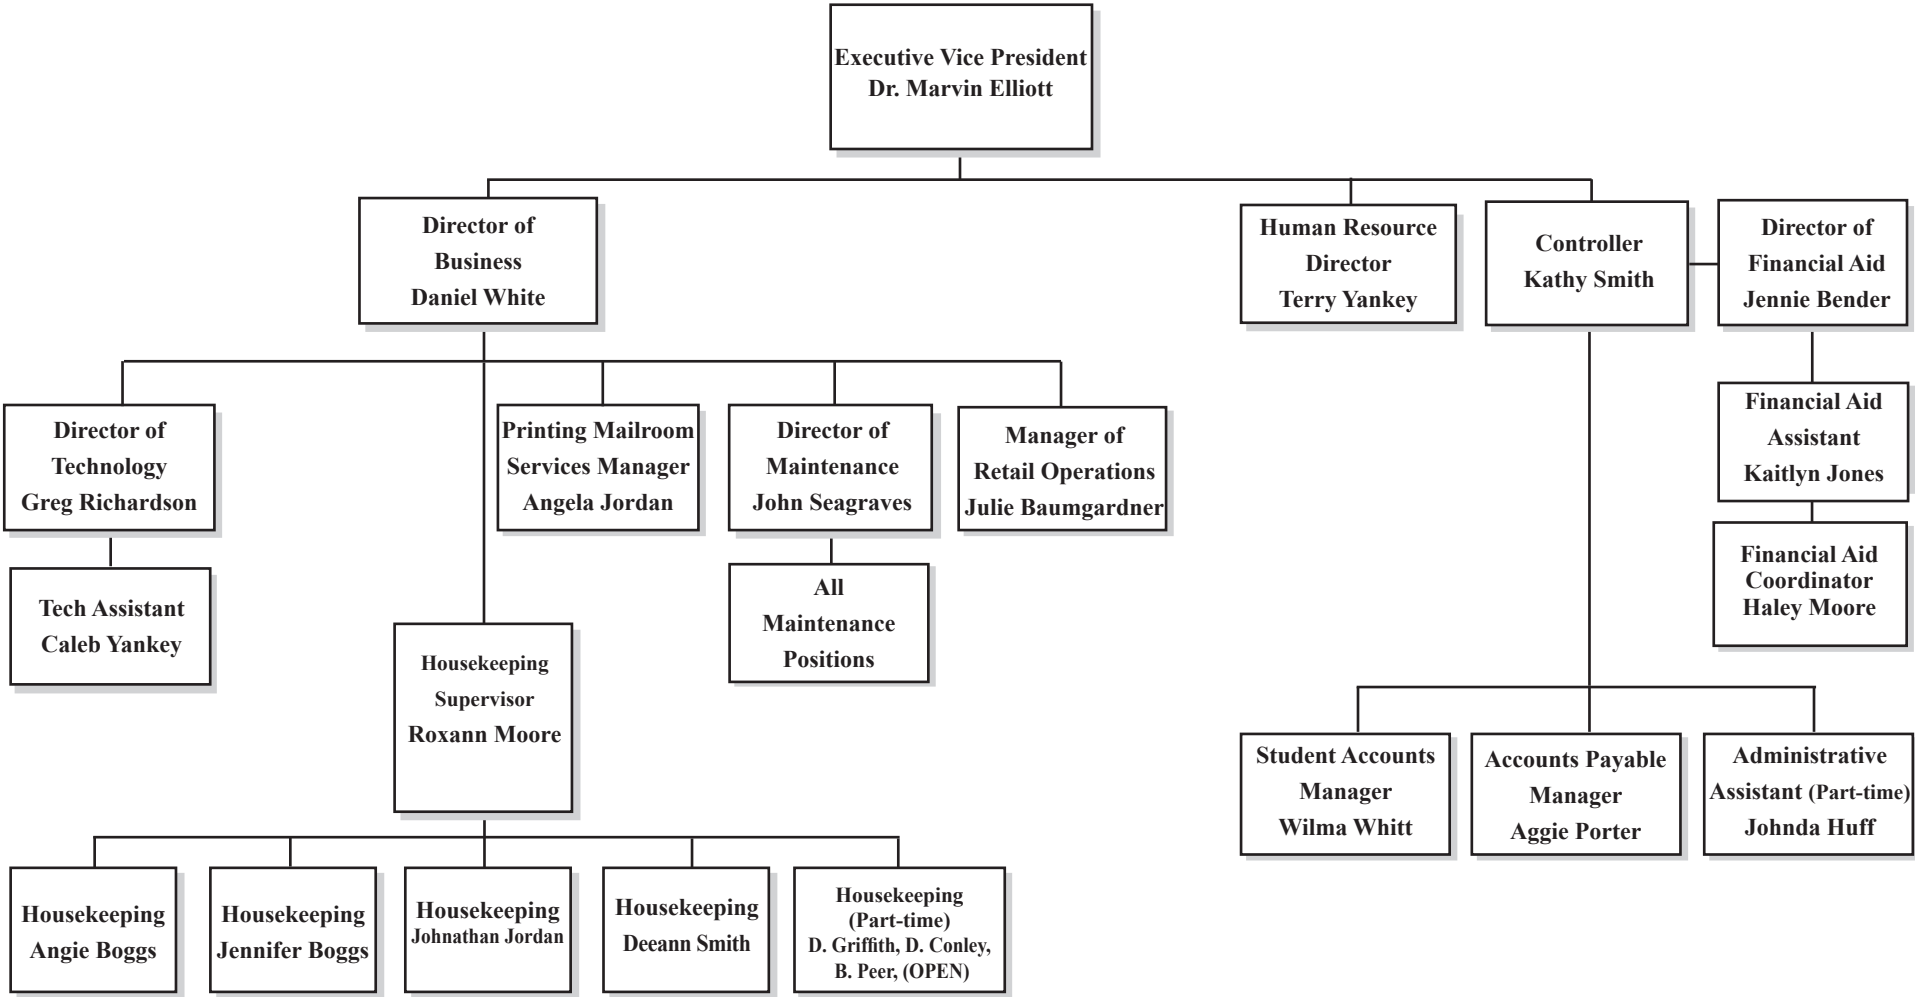 Executive Vice President
Dr. Marvin Elliott
Director of
Business
Daniel White
Human Resource
Director
Terry Yankey
Controller
Kathy Smith
Director of
Financial Aid
Jennie Bender
Director of
Technology
Greg Richardson
Printing Mailroom
Services Manager
Angela Jordan
Director of
Maintenance
John Seagraves
Manager of
Retail Operations
Julie Baumgardner
Financial Aid
Assistant
Kaitlyn Jones
Financial Aid
Coordinator
Haley Moore
Tech Assistant
Caleb Yankey
All
Maintenance
Positions
Housekeeping
Supervisor
Roxann Moore
Student Accounts
Manager
Wilma Whitt
Accounts Payable
Manager
Aggie Porter
Administrative
Assistant (Part-time)
Johnda Huff
Housekeeping
Angie Boggs
Housekeeping
Jennifer Boggs
Housekeeping
Johnathan Jordan
Housekeeping
Deeann Smith
Housekeeping
(Part-time)
D. Griffith, D. Conley,
B. Peer, (OPEN)